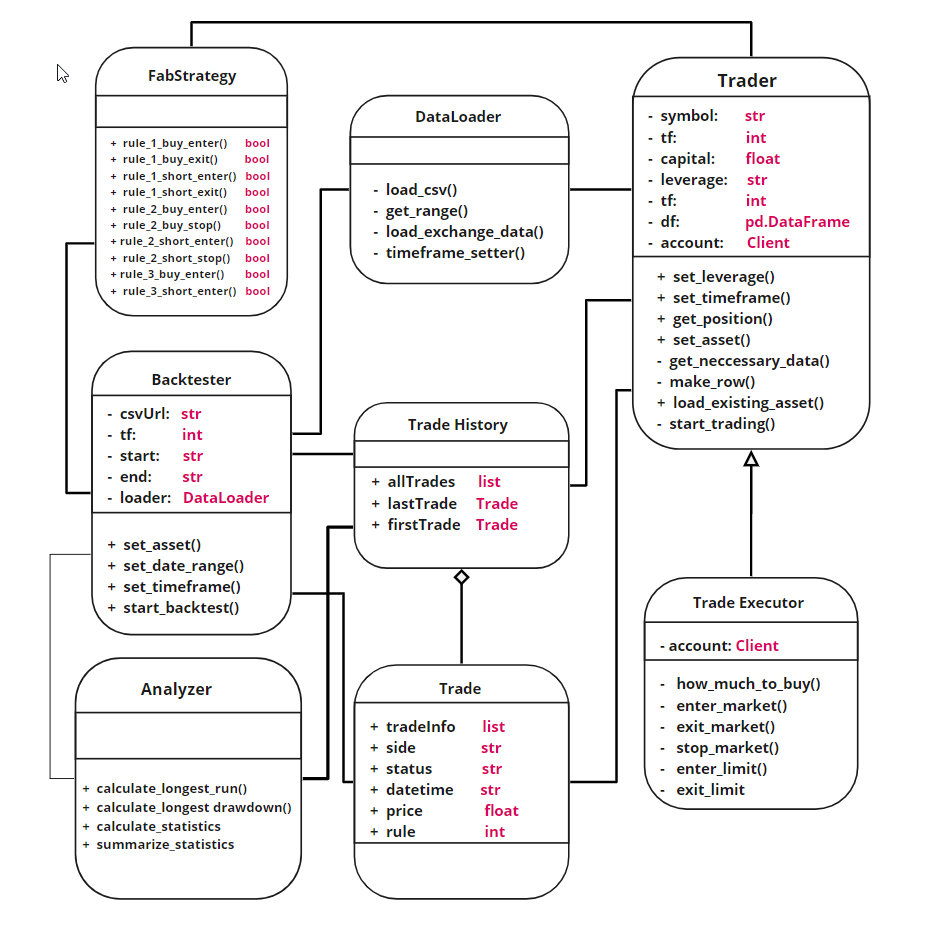 FabStrategy
+ rule_1_buy_enter() bool
+ rule_1_buy_exit() bool
+ rule_1_short_enter() bool
+ rule_1_short_exit() bool
+ rule_2_buy_enter() bool
+ rule_2_buy_stop() bool
+ rule_2_short_enter() bool
+ rule_2_short_stop() bool
+ rule_3_buy_enter() bool
+ rule_3_short_enter() bool
DataLoader
- load_csv()
- get_range()
- load_exchange_data()
- timeframe_setter()
Trader
- symbol: str
- tf: int
- capital: float
- leverage: str
- tf: int
- df: pd.DataFrame
- account: Client
+ set_leverage()
+ set_timeframe()
+ get_position()
+ set_asset()
- get_neccessary_data()
- make_row()
+ load_existing_asset()
- start_trading()
Backtester
- csvUrl: str
- tf: int
- start: str
- end: str
- loader: DataLoader
+ set_asset()
+ set_date_range()
+ set_timeframe()
+ start_backtest()
Trade History
+ allTrades list
+ lastTrade Trade
+ firstTrade Trade
Trade Executor
- account: Client
- how_much_to_buy()
- enter_market()
- exit_market()
- stop_market()
- enter_limit()
- exit_limit
Analyzer
+ calculate_longest_run()
+ calculate_longest drawdown()
+ calculate_statistics
+ summarize_statistics
Trade
+ tradeInfo list
+ side str
+ status str
+ datetime str
+ price float
+ rule int